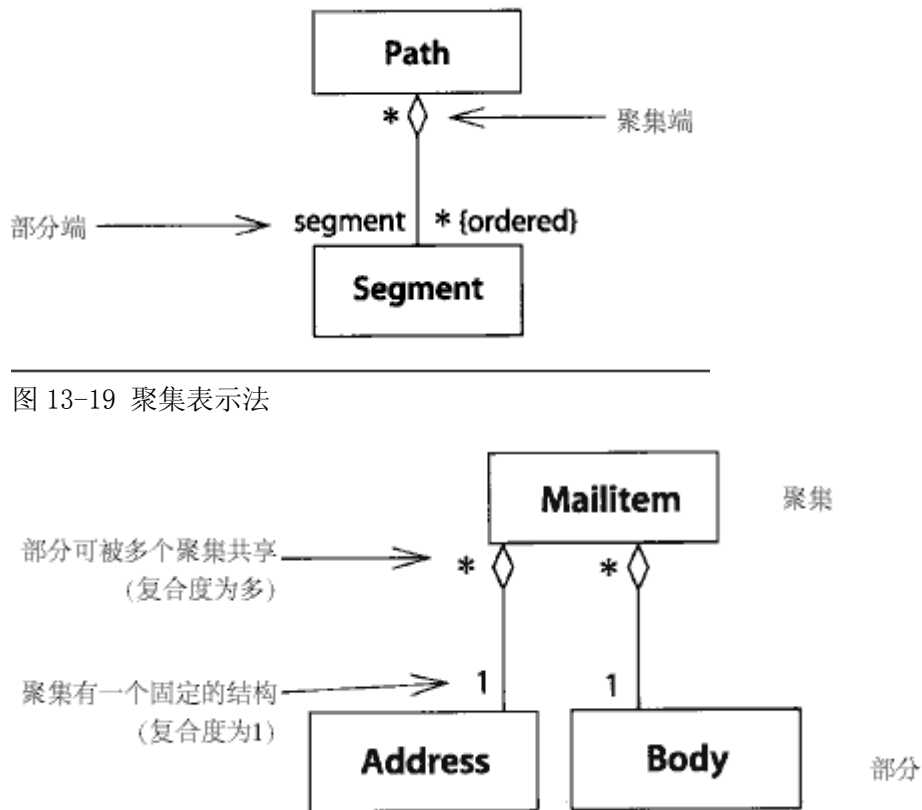 Path
*
聚集端
部分端
segment * {ordered}
Segment
图 13-19 聚集表示法
Mailitem
聚集
部分可被多个聚集共享
(复合度为多)
* *
聚集有一个固定的结构
(复合度为1)
1 1
Address
Body
部分